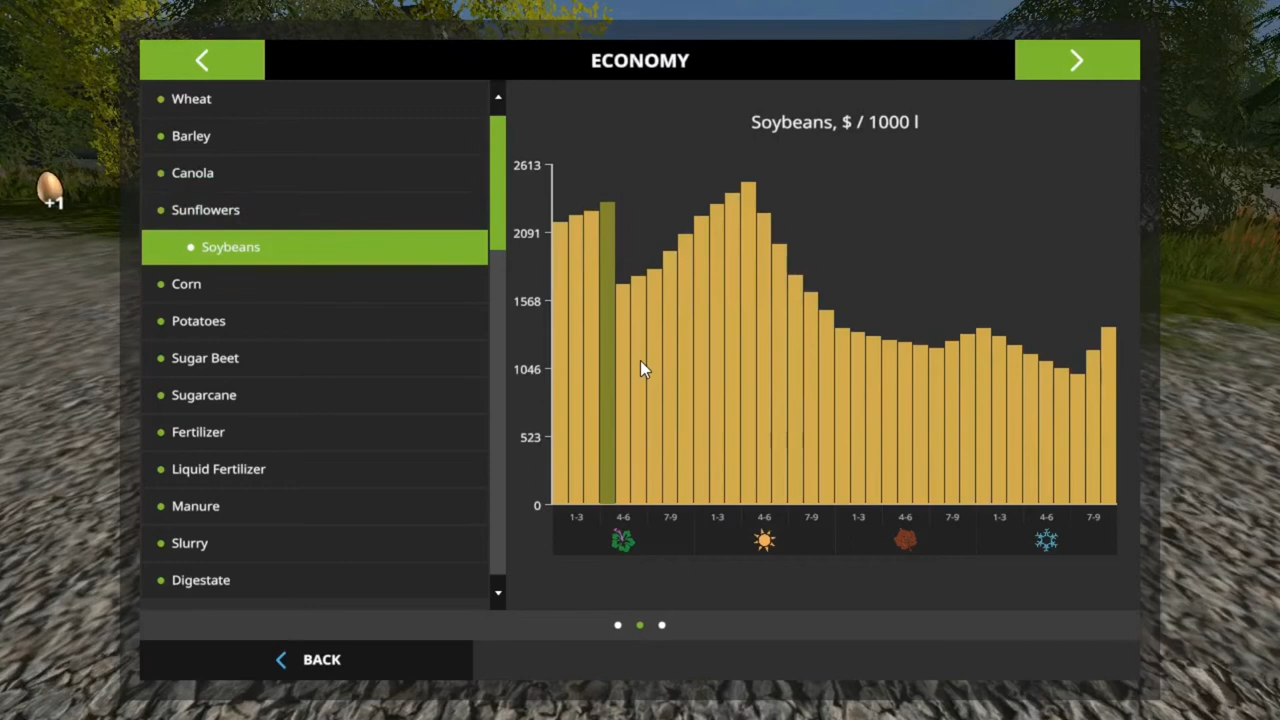 ECONOMY
Wheat
Barley
Canola
Sunflowers
Soybeans
Corn
Potatoes
Sugar Beet
Sugarcane
Fertilizer
Liquid Fertilizer
Manure
Slurry
Digestate
+1
Soybeans, $ / 1000 l
2613
2091
1568
1046
523
0
1-3 4-6 7-9 1-3 4-6 7-9 1-3 4-6 7-9 1-3 4-6 7-9
BACK